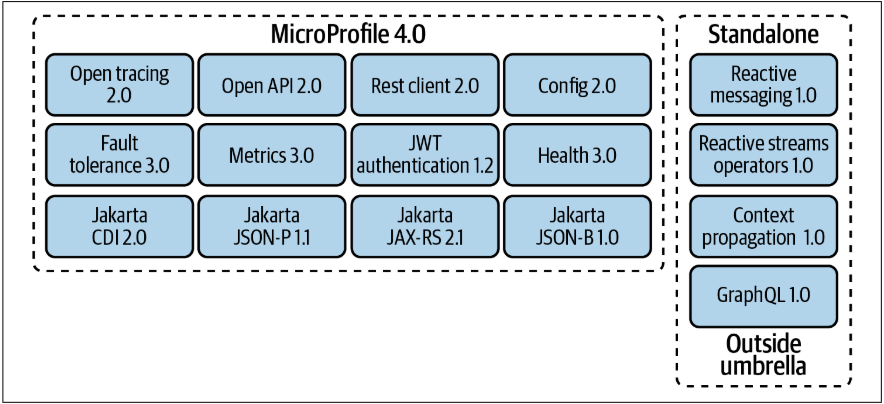 MicroProfile 4.0
Open tracing
2.0
Open API 2.0
Rest client 2.0
Config 2.0
Fault
tolerance 3.0
Metrics 3.0
JWT
authentication 1.2
Health 3.0
Jakarta
CDI 2.0
Jakarta
JSON-P 1.1
Jakarta
JAX-RS 2.1
Jakarta
JSON-B 1.0
Standalone
Reactive
messaging 1.0
Reactive streams
operators 1.0
Context
propagation 1.0
GraphQL 1.0
Outside
umbrella